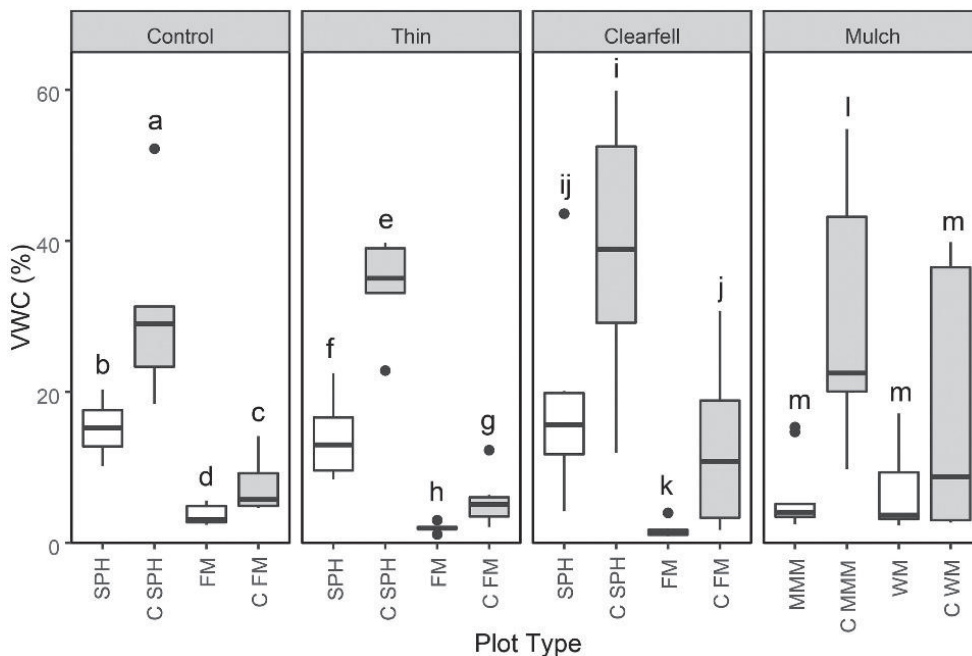 Control Thin Clearfell Mulch
VWC (%)
60
40
20
0
a
b
c
d
e
f
g
h
i
ij
j
k
l
m
m
m
SPH C SPH FM C FM SPH C SPH FM C FM SPH C SPH FM C FM MMM C MMM WM C WM
Plot Type